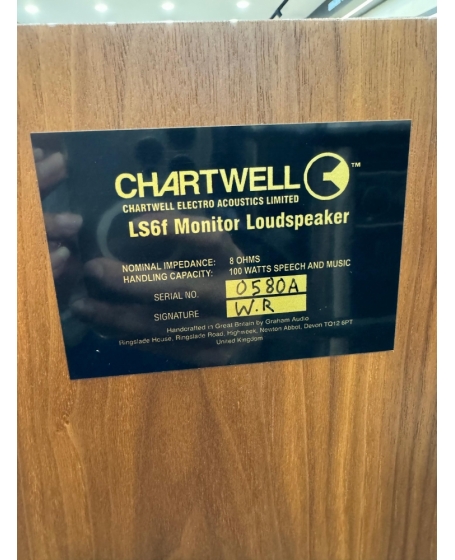 CHARTWELL™
CHARTWELL ELECTRO ACOUSTICS LIMITED
LS6f Monitor Loudspeaker
NOMINAL IMPEDANCE: 8 OHMS
HANDLING CAPACITY: 100 WATTS SPEECH AND MUSIC
SERIAL NO. 0580A
SIGNATURE W.R
Handcrafted in Great Britain by Graham Audio
Ringslade House, Ringslade Road, Highweek, Newton Abbot, Devon TQ12 6PT
United Kingdom